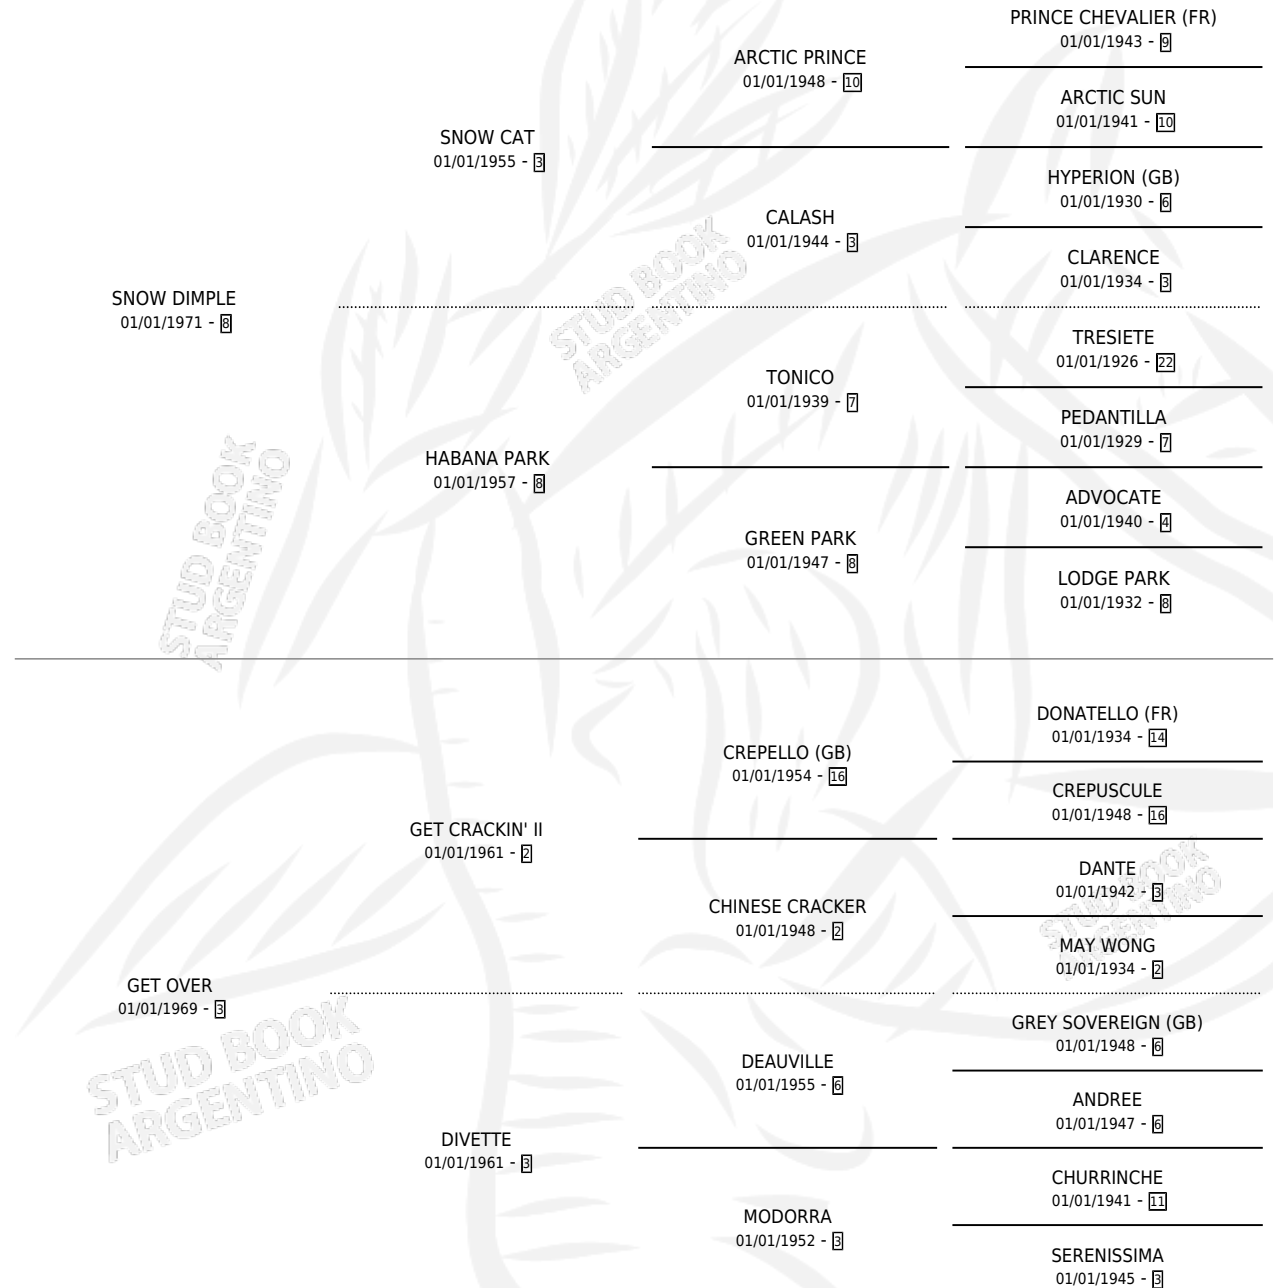 PRINCE CHEVALIER (FR)
01/01/1943 - 9
ARCTIC PRINCE
01/01/1948 - 10
ARCTIC SUN
01/01/1941 - 10
SNOW CAT
01/01/1955 - 3
HYPERION (GB)
01/01/1930 - 6
CALASH
01/01/1944 - 3
CLARENCE
01/01/1934 - 3
SNOW DIMPLE
01/01/1971 - 8
TRESIETE
01/01/1926 - 22
TONICO
01/01/1939 - 7
PEDANTILLA
01/01/1929 - 7
HABANA PARK
01/01/1957 - 8
ADVOCATE
01/01/1940 - 4
GREEN PARK
01/01/1947 - 8
LODGE PARK
01/01/1932 - 8
STUD BOOK
ARGENTINO
STUD BOOK
ARGENTINO
DONATELLO (FR)
01/01/1934 - 14
CREPELLO (GB)
01/01/1954 - 16
CREPUSCULE
01/01/1948 - 16
GET CRACKIN' II
01/01/1961 - 2
DANTE
01/01/1942 - 3
CHINESE CRACKER
01/01/1948 - 2
MAY WONG
01/01/1934 - 2
STUD BOOK
ARGENTINO
GET OVER
01/01/1969 - 3
GREY SOVEREIGN (GB)
01/01/1948 - 6
DEAUVILLE
01/01/1955 - 6
ANDREE
01/01/1947 - 6
STUD BOOK
ARGENTINO
DIVETTE
01/01/1961 - 3
CHURRINCHE
01/01/1941 - 11
MODORRA
01/01/1952 - 3
SERENISSIMA
01/01/1945 - 3